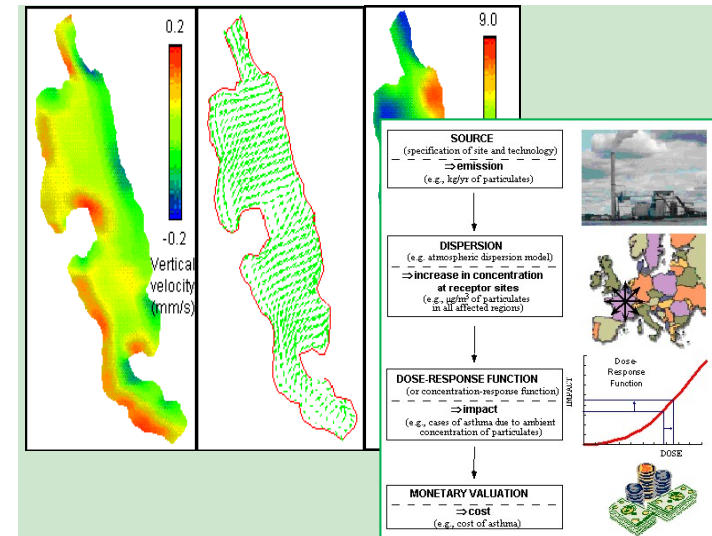 0.2
-0.2
Vertical
velocity
(mm/s)
9.0
SOURCE
(specification of site and technology)
⇒emission
(e.g., kg/yr of particulates)
DISPERSION
(e.g. atmospheric dispersion model)
⇒increase in concentration
at receptor sites
(e.g., µg/m³ of particulates
in all affected regions)
DOSE-RESPONSE FUNCTION
(or concentration-response function)
⇒impact
(e.g., cases of asthma due to ambient
concentration of particulates)
MONETARY VALUATION
⇒cost
(e.g., cost of asthma)
Dose-
Response
Function
IMPACT
DOSE